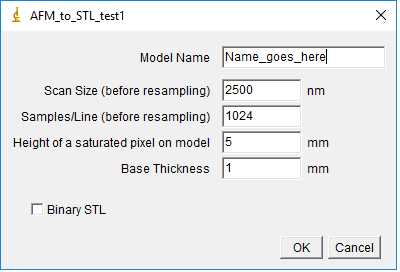 AFM_to_STL_test1
Model Name Name_goes_here
Scan Size (before resampling) 2500 nm
Samples/Line (before resampling) 1024
Height of a saturated pixel on model 5 mm
Base Thickness 1 mm
Binary STL
OK Cancel